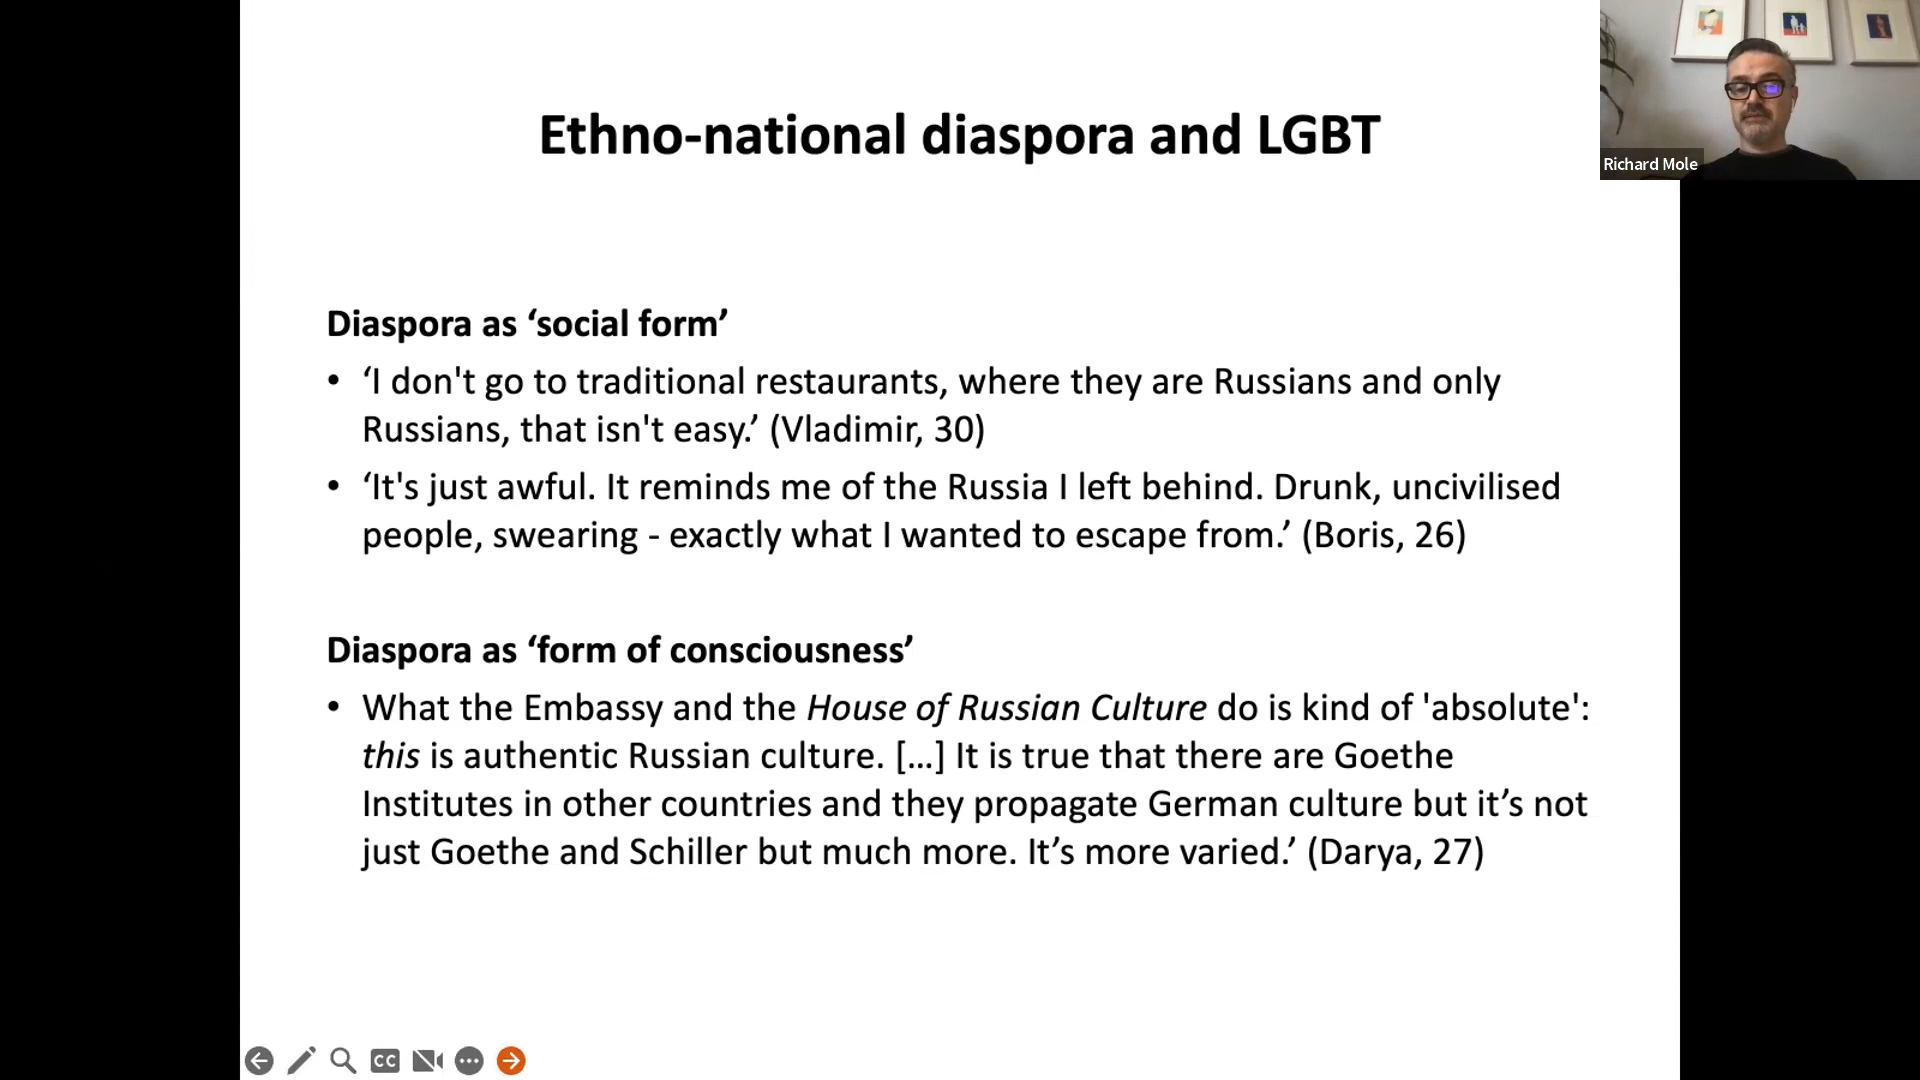 Ethno-national diaspora and LGBT
Richard Mole
Diaspora as ‘social form’
• ‘I don't go to traditional restaurants, where they are Russians and only
Russians, that isn't easy.’ (Vladimir, 30)
• ‘It's just awful. It reminds me of the Russia I left behind. Drunk, uncivilised
people, swearing - exactly what I wanted to escape from.’ (Boris, 26)
Diaspora as ‘form of consciousness’
• What the Embassy and the House of Russian Culture do is kind of 'absolute':
this is authentic Russian culture. […] It is true that there are Goethe
Institutes in other countries and they propagate German culture but it’s not
just Goethe and Schiller but much more. It’s more varied.’ (Darya, 27)
CC